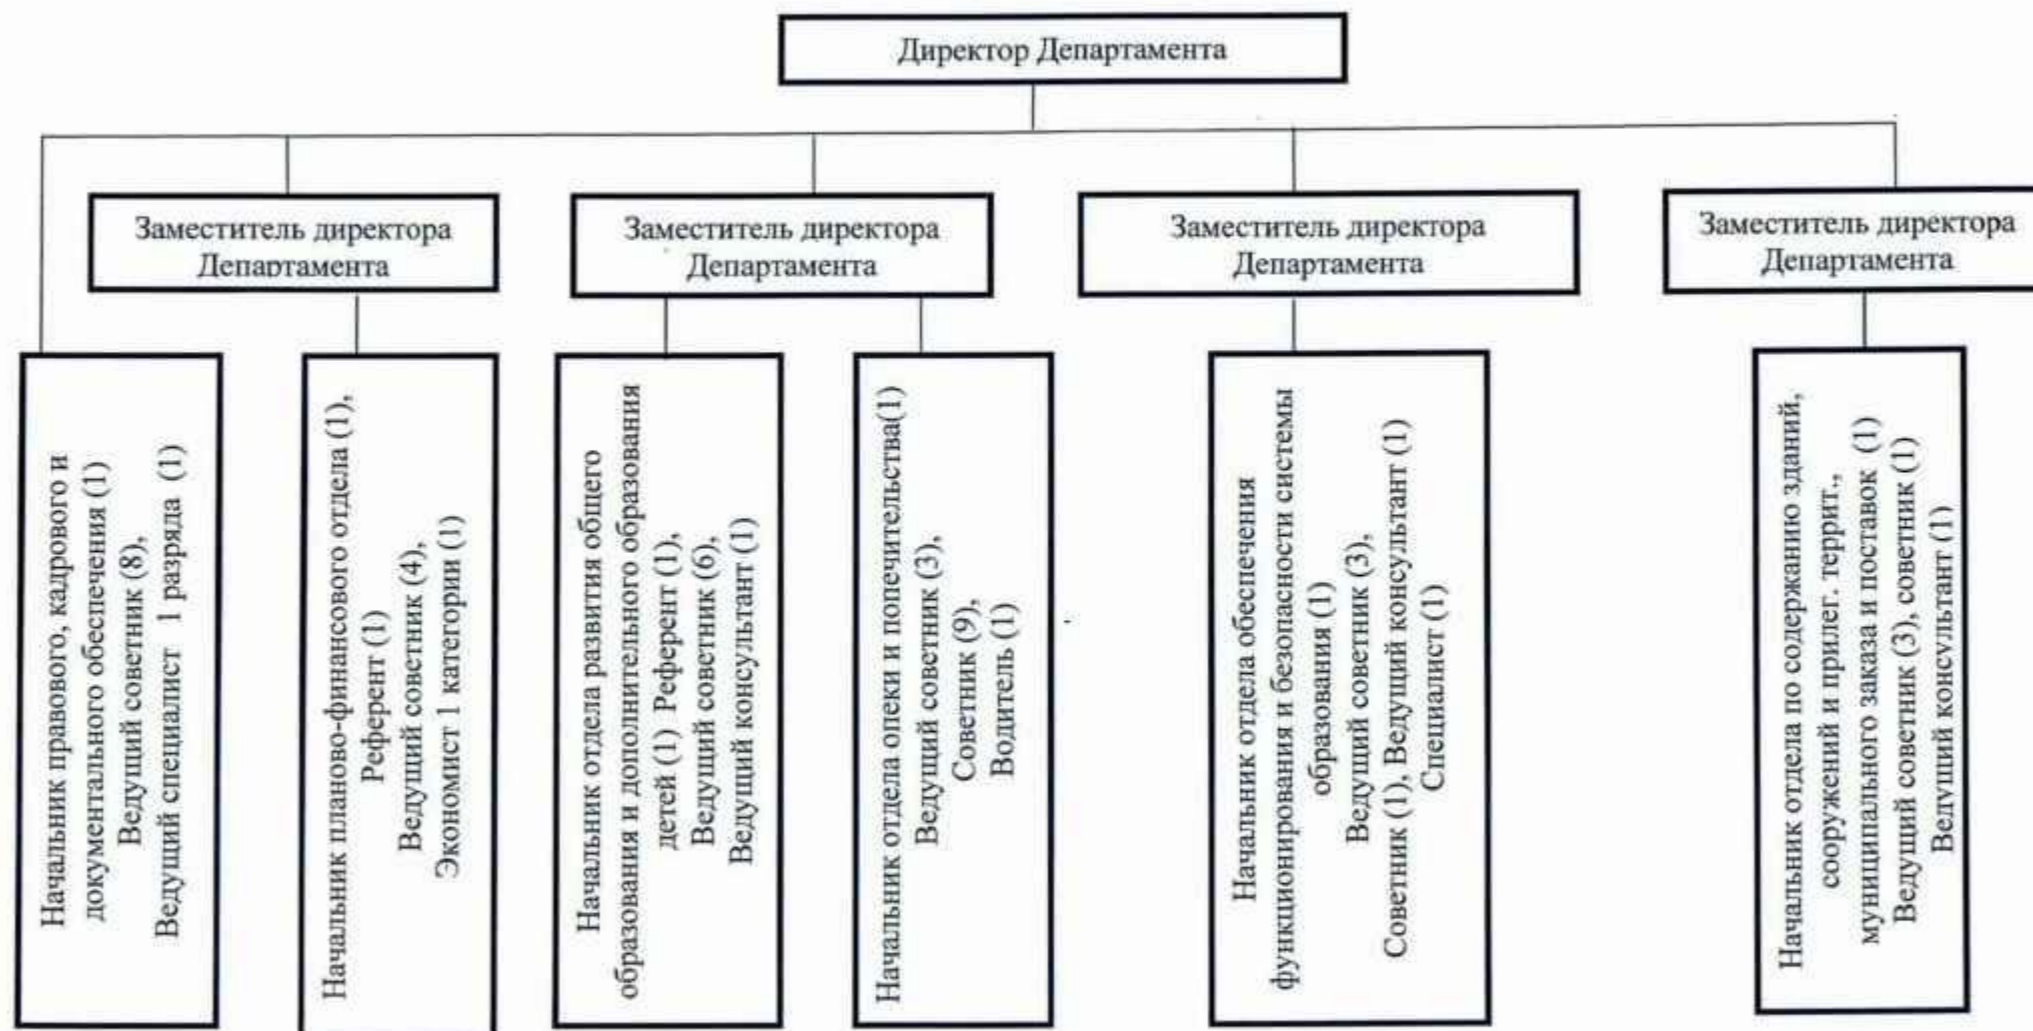 Директор Департамента
Заместитель директора
Департамента
Заместитель директора
Департамента
Заместитель директора
Департамента
Заместитель директора
Департамента
Начальник правового, кадрового и
документального обеспечения (1)
Ведущий советник (8),
Ведущий специалист 1 разряда (1)
Начальник планово-финансового отдела (1),
Референт (1)
Ведущий советник (4),
Экономист 1 категории (1)
Начальник отдела развития общего
образования и дополнительного образования
детей (1) Референт (1),
Ведущий советник (6),
Ведущий консультант (1)
Начальник отдела опеки и попечительства(1)
Ведущий советник (3),
Советник (9),
Водитель (1)
Начальник отдела обеспечения
функционирования и безопасности системы
образования (1)
Ведущий советник (3),
Советник (1), Ведущий консультант (1)
Специалист (1)
Начальник отдела по содержанию зданий,
сооружений и прилег. террит.,
муниципального заказа и поставок (1)
Ведущий советник (3), советник (1)
Ведущий консультант (1)